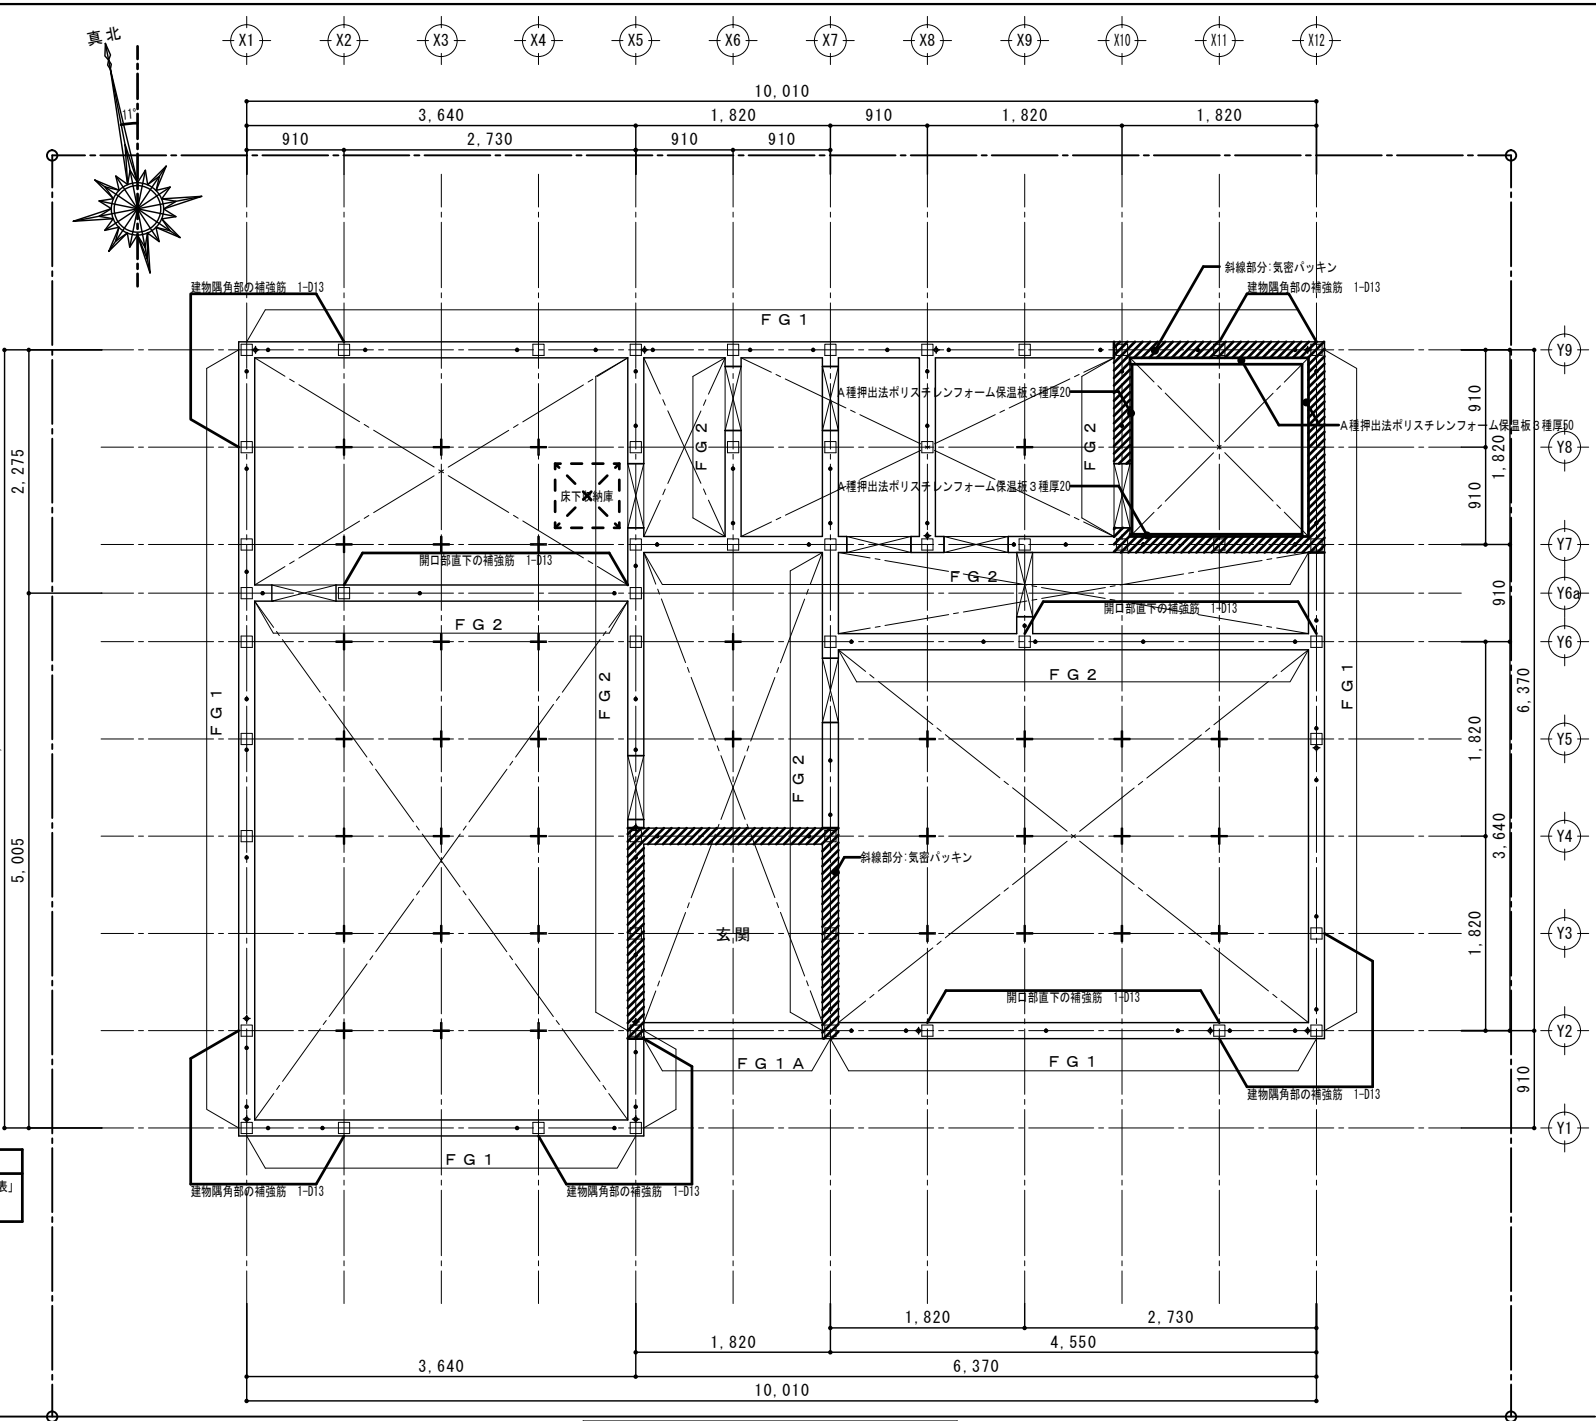 真北
11°
X1 X2 X3 X4 X5 X6 X7 X8 X9 X10 X11 X12
10,010
3,640 1,820 910 1,820 1,820
910 2,730 910 910
斜線部分:気密パッキン
建物隅角部の補強筋 1-D13
建物隅角部の補強筋 1-D13
FG1
Y9
A種押出法ポリスチレンフォーム保温板3種厚20
910
A種押出法ポリスチレンフォーム保温板3種厚50
FG2
FG2
2,275
1,820
Y8
A種押出法ポリスチレンフォーム保温板3種厚20
床下収納庫
910
Y7
開口部直下の補強筋 1-D13
FG2
910
Y6a
開口部直下の補強筋 1-D13
FG2
Y6
FG2
FG1
FG2
FG1
6,370
1,820
Y5
FG2
5,005
3,640
Y4
斜線部分:気密パッキン
玄関
1,820
Y3
開口部直下の補強筋 1-D13
Y2
FG1A
FG1
910
建物隅角部の補強筋 1-D13
Y1
FG1
表」
建物隅角部の補強筋 1-D13
建物隅角部の補強筋 1-D13
1,820 2,730
1,820 4,550
3,640 6,370
10,010